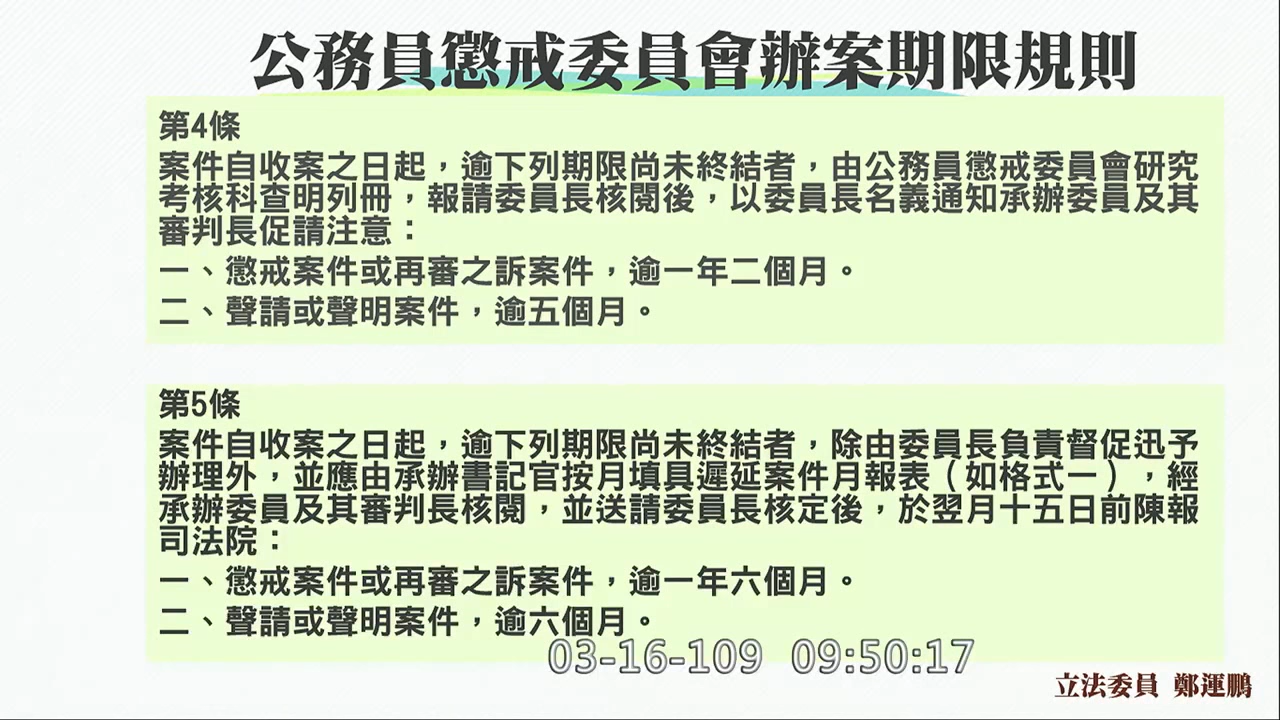 公務員懲戒委員會辦案期限規則
第4條
案件自收案之日起，逾下列期限尚未終結者，由公務員懲戒委員會研究
考核科查明列冊，報請委員長核閱後，以委員長名義通知承辦委員及其
審判長促請注意：
一、懲戒案件或再審之訴案件，逾一年二個月。
二、聲請或聲明案件，逾五個月。
第5條
案件自收案之日起，逾下列期限尚未終結者，除由委員長負責督促迅予
辦理外，並應由承辦書記官按月填具遲延案件月報表（如格式一），經
承辦委員及其審判長核閱，並送請委員長核定後，於翌月十五日前陳報
司法院：
一、懲戒案件或再審之訴案件，逾一年六個月。
二、聲請或聲明案件，逾六個月。
03-16-109 09:50:17
立法委員 鄭運鵬